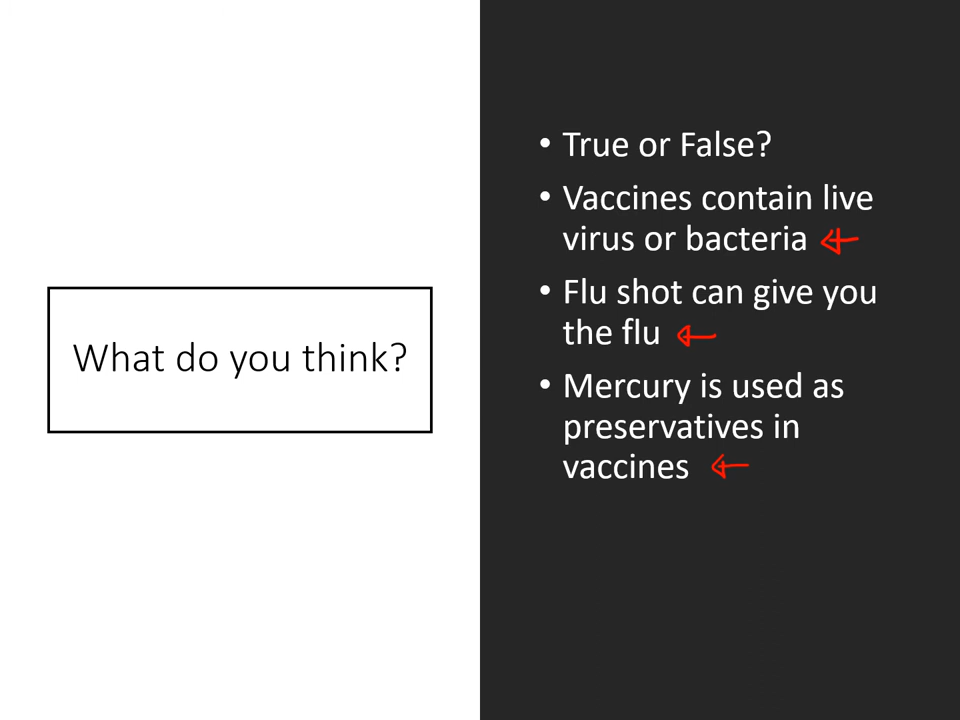 What do you think?
• True or False?
• Vaccines contain live
virus or bacteria
• Flu shot can give you
the flu
• Mercury is used as
preservatives in
vaccines